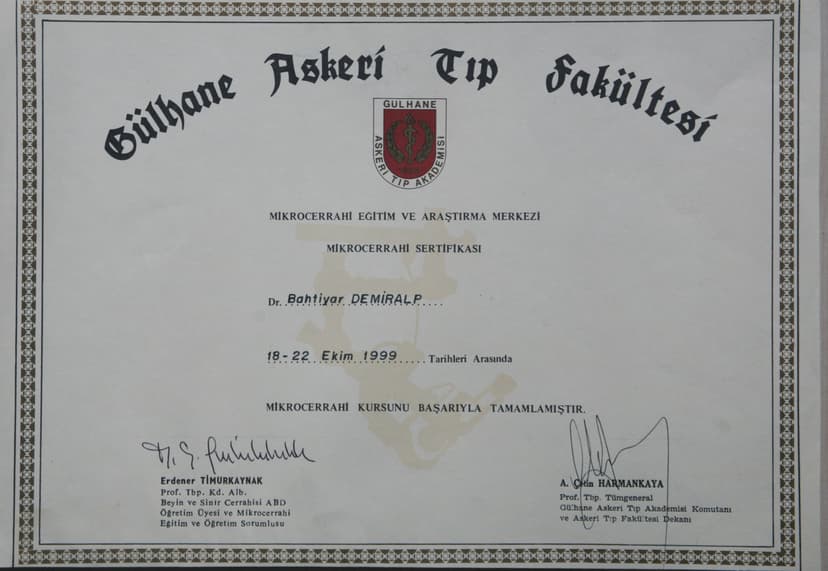 Gülhane Askeri Tıp Fakültesi
GÜLHANE
ASKERİ TIP AKADEMİSİ
MİKROCERRAHİ EĞİTİM VE ARAŞTIRMA MERKEZİ
MİKROCERRAHİ SERTİFİKASI
Dr. Bahtiyar DEMİRALP
18-22 Ekim 1999 Tarihleri Arasında
MİKROCERRAHİ KURSUNU BAŞARIYLA TAMAMLAMIŞTIR.
Erdener TİMURKAYNAK
Prof. Tbp. Kd. Alb.
Beyin ve Sinir Cerrahisi ABD
Öğretim Üyesi ve Mikrocerrahi
Eğitim ve Öğretim Sorumlusu
A. Çetin HARMANKAYA
Prof. Tbp. Tümgeneral
Gülhane Askeri Tıp Akademisi Komutanı
ve Askeri Tıp Fakültesi Dekanı